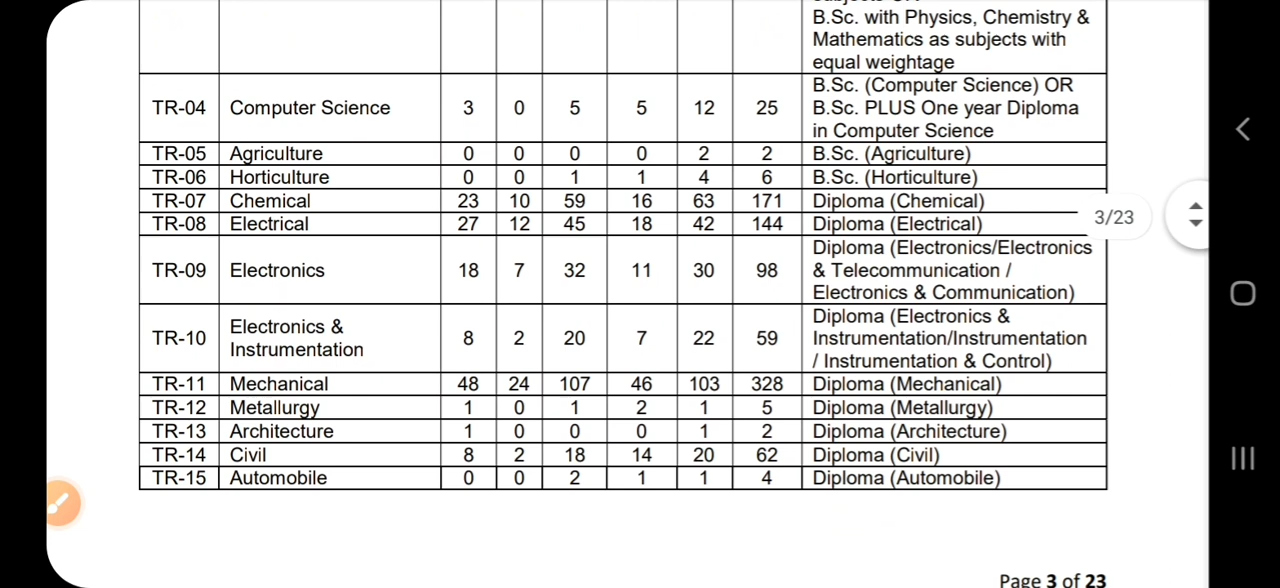 B.Sc. with Physics, Chemistry &
Mathematics as subjects with
equal weightage
TR-04 Computer Science 3 0 5 5 12 25 B.Sc. (Computer Science) OR
B.Sc. PLUS One year Diploma
in Computer Science
TR-05 Agriculture 0 0 0 0 2 2 B.Sc. (Agriculture)
TR-06 Horticulture 0 0 1 1 4 6 B.Sc. (Horticulture)
TR-07 Chemical 23 10 59 16 63 171 Diploma (Chemical)
TR-08 Electrical 27 12 45 18 42 144 Diploma (Electrical)
3/23
TR-09 Electronics 18 7 32 11 30 98 Diploma (Electronics/Electronics
& Telecommunication /
Electronics & Communication)
TR-10 Electronics &
Instrumentation 8 2 20 7 22 59 Diploma (Electronics &
Instrumentation/Instrumentation
/ Instrumentation & Control)
TR-11 Mechanical 48 24 107 46 103 328 Diploma (Mechanical)
TR-12 Metallurgy 1 0 1 2 1 5 Diploma (Metallurgy)
TR-13 Architecture 1 0 0 0 1 2 Diploma (Architecture)
TR-14 Civil 8 2 18 14 20 62 Diploma (Civil)
TR-15 Automobile 0 0 2 1 1 4 Diploma (Automobile)
Page 3 of 23